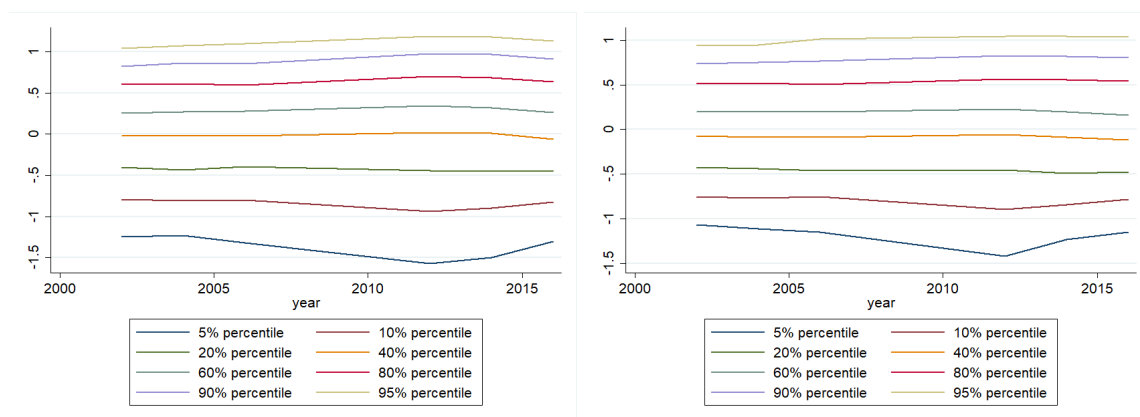 1
.5
0
-.5
-1
-1.5
2000 2005 2010 2015
year
5% percentile 10% percentile
20% percentile 40% percentile
60% percentile 80% percentile
90% percentile 95% percentile
1
.5
0
-.5
-1
-1.5
2000 2005 2010 2015
year
5% percentile 10% percentile
20% percentile 40% percentile
60% percentile 80% percentile
90% percentile 95% percentile